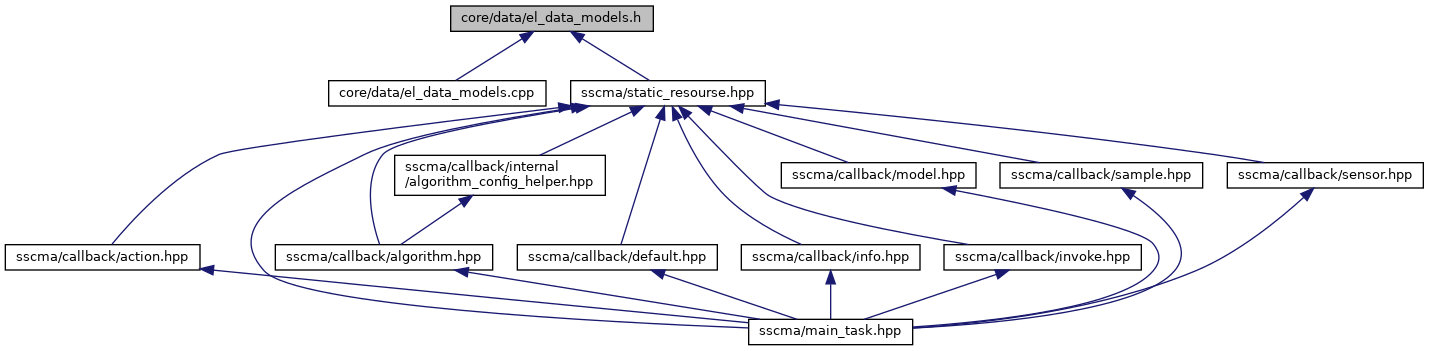 core/data/el_data_models.h
core/data/el_data_models.cpp
sscma/static_resourse.hpp
sscma/callback/internal
/algorithm_config_helper.hpp
sscma/callback/model.hpp
sscma/callback/sample.hpp
sscma/callback/sensor.hpp
sscma/callback/action.hpp
sscma/callback/algorithm.hpp
sscma/callback/default.hpp
sscma/callback/info.hpp
sscma/callback/invoke.hpp
sscma/main_task.hpp